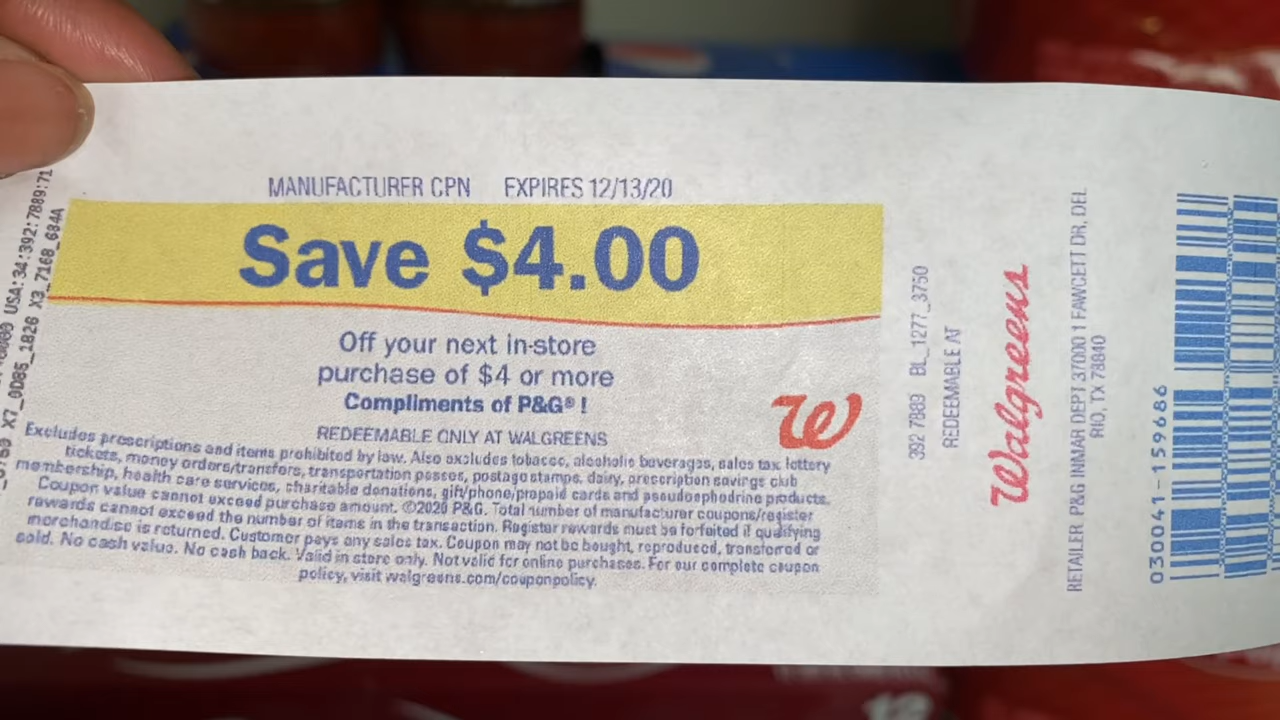 MANUFACTURER CPN EXPIRES 12/13/20
Save $4.00
Off your next in-store
purchase of $4 or more
Compliments of P&G® !
REDEEMABLE ONLY AT WALGREENS
Excludes prescriptions and items prohibited by law. Also excludes tobacco, alcoholic beverages, sales tax lottery
tickets, money orders/transfers, transportation passes, postage stamps, dairy, prescription savings club
membership, health care services, charitable donations, gift/phone/prepaid cards and pseudoephedrine products.
Coupon value cannot exceed purchase amount. ©2020 P&G. Total number of manufacturer coupons/register
rewards cannot exceed the number of items in the transaction. Register rewards must be forfeited if qualifying
merchandise is returned. Customer pays any sales tax. Coupon may not be bought, reproduced, transferred or
sold. No cash value. No cash back. Valid in store only. Not valid for online purchases. For our complete coupon
policy, visit walgreens.com/couponpolicy.
W
USA:34:392:7889:71
X7_0D85_1826 X3_7168_684A
392 7889 BL_1277_3750
REDEEMABLE AT
Walgreens
RETAILER P&G INMAR DEPT 37000 1 FAWCETT DR, DEL
RIO, TX 78840
030041-159686